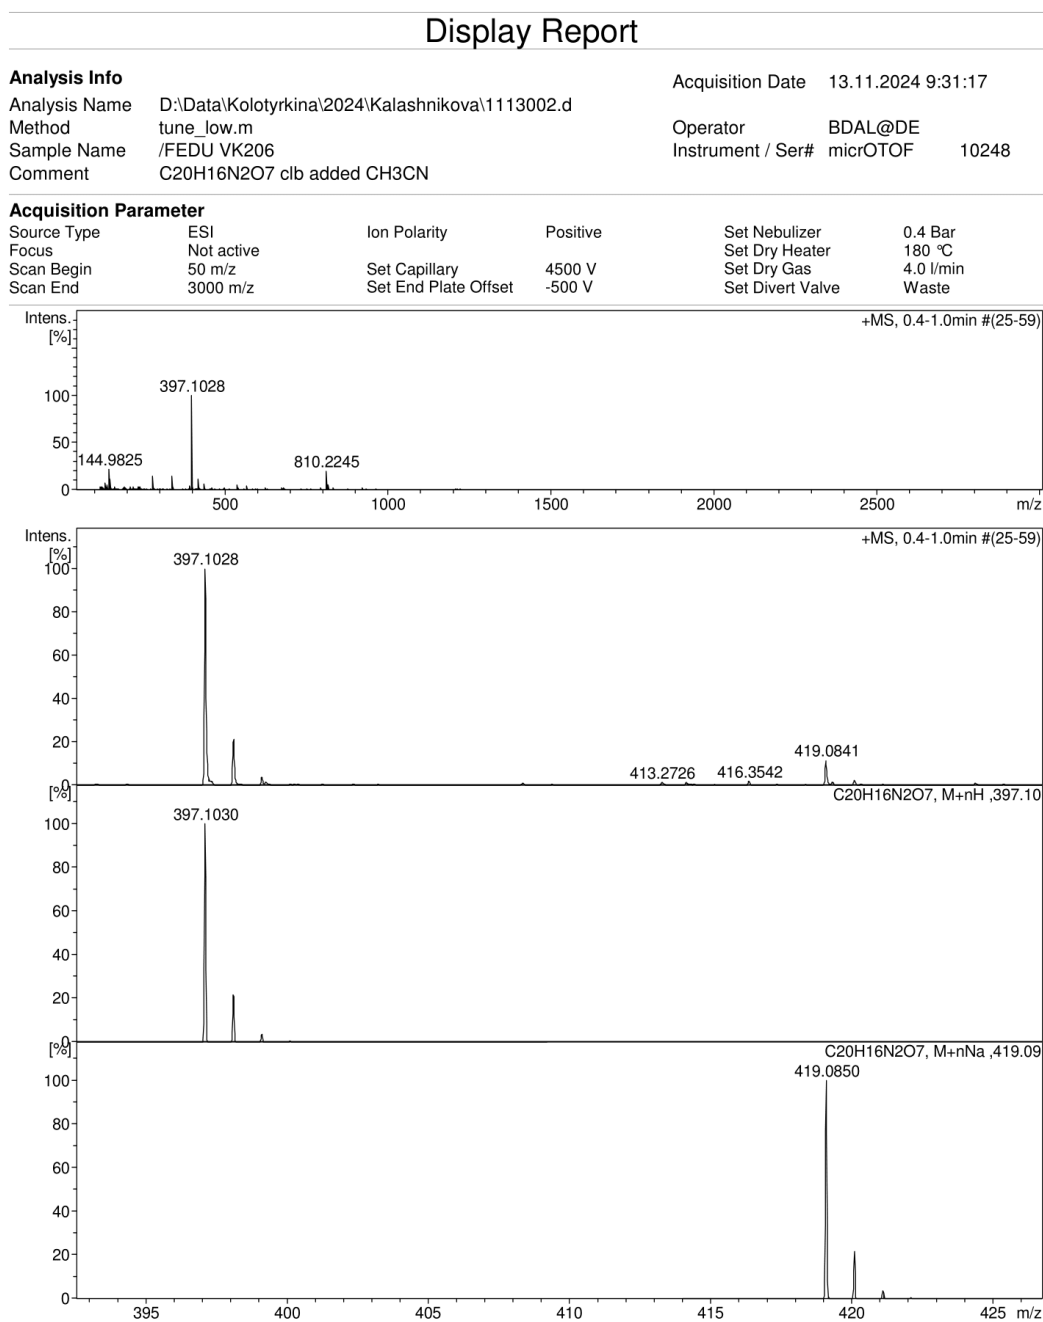 Display Report
Analysis Info
Acquisition Date 13.11.2024 9:31:17
Analysis Name D:\Data\Kolotyrkina\2024\Kalashnikova\1113002.d
Method tune_low.m Operator BDAL@DE
Sample Name /FEDU VK206 Instrument / Ser# micrOTOF 10248
Comment C20H16N2O7 clb added CH3CN
Acquisition Parameter
Source Type ESI Ion Polarity Positive Set Nebulizer 0.4 Bar
Focus Not active Set Dry Heater 180 °C
Scan Begin 50 m/z Set Capillary 4500 V Set Dry Gas 4.0 l/min
Scan End 3000 m/z Set End Plate Offset -500 V Set Divert Valve Waste
Intens. +MS, 0.4-1.0min #(25-59)
[%]
397.1028
100
50
144.9825 810.2245
0
500 1000 1500 2000 2500 m/z
Intens. +MS, 0.4-1.0min #(25-59)
[%]
397.1028
100
80
60
40
20
419.0841
413.2726 416.3542
0
[%] C20H16N2O7, M+nH ,397.10
397.1030
100
80
60
40
20
0
[%] C20H16N2O7, M+nNa ,419.09
419.0850
100
80
60
40
20
0
395 400 405 410 415 420 425 m/z